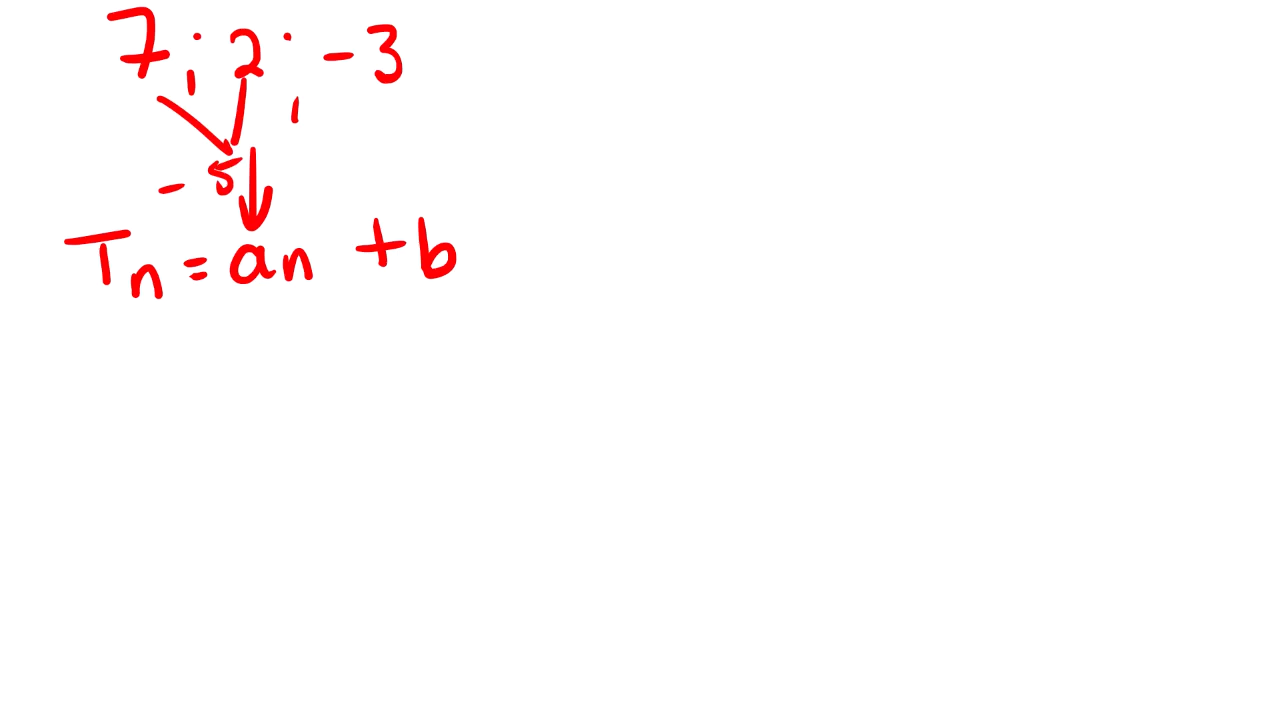 7; 2; -3
-5
Tn = an + b